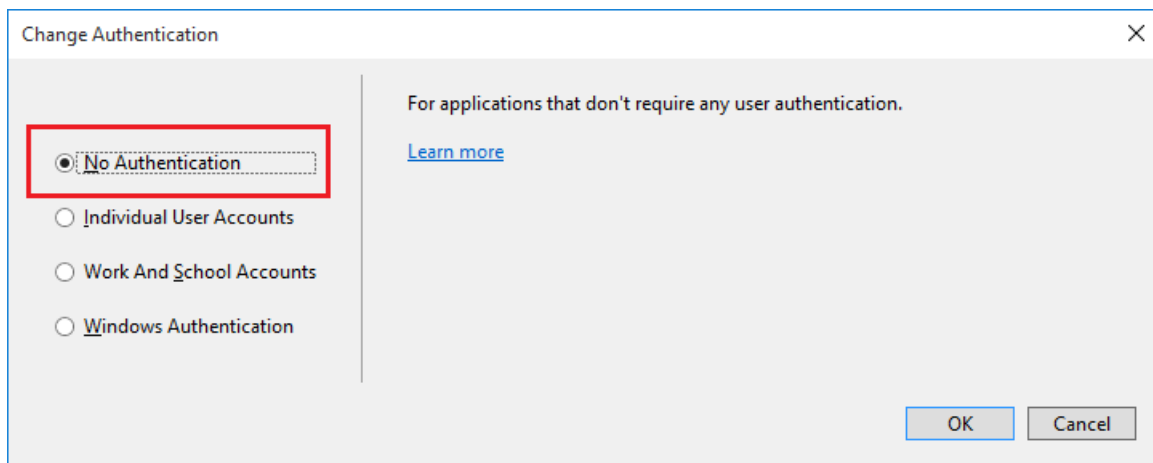 Change Authentication
No Authentication
Individual User Accounts
Work And School Accounts
Windows Authentication
For applications that don't require any user authentication.
Learn more
OK
Cancel